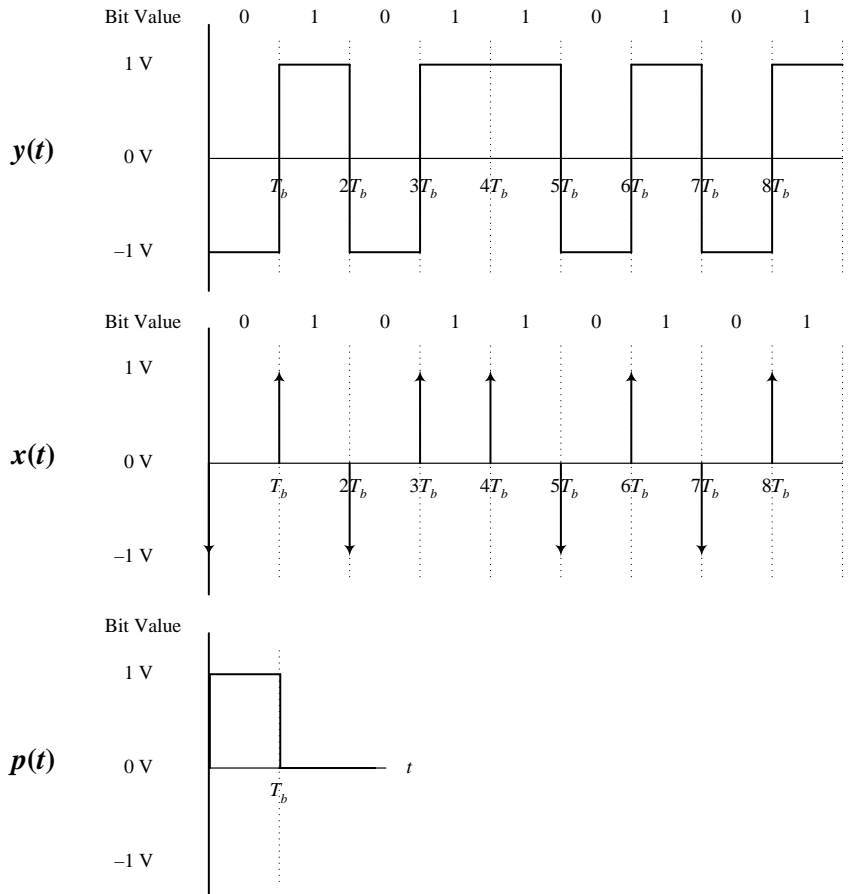 Bit Value 0 1 0 1 1 0 1 0 1
1 V
y(t) 0 V
T_b 2T_b 3T_b 4T_b 5T_b 6T_b 7T_b 8T_b
–1 V
Bit Value 0 1 0 1 1 0 1 0 1
1 V
x(t) 0 V
T_b 2T_b 3T_b 4T_b 5T_b 6T_b 7T_b 8T_b
–1 V
Bit Value
1 V
p(t) 0 V t
T_b
–1 V